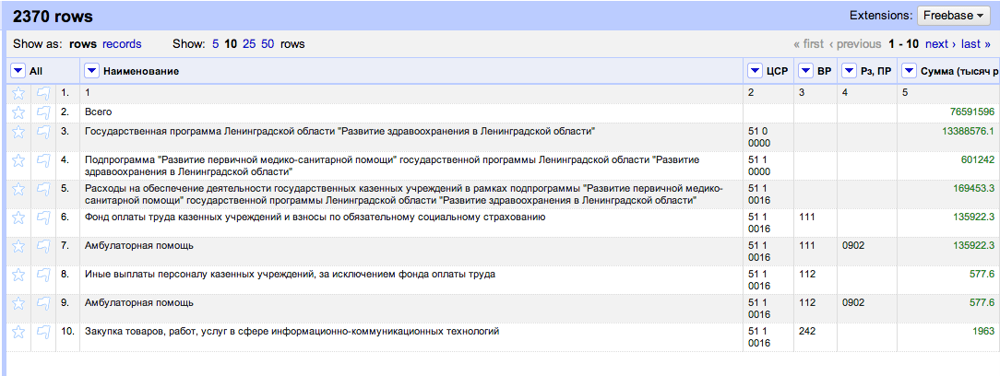 2370 rows Extensions: Freebase
Show as: rows records Show: 5 10 25 50 rows « first ‹ previous 1 - 10 next › last »
All Наименование ЦСР ВР Рз, ПР Сумма (тысяч р
1. 1 2 3 4 5
2. Всего 76591596
3. Государственная программа Ленинградской области "Развитие здравоохранения в Ленинградской области" 51 0 13388576.1
0000
4. Подпрограмма "Развитие первичной медико-санитарной помощи" государственной программы Ленинградской области "Развитие 51 1 601242
здравоохранения в Ленинградской области" 0000
5. Расходы на обеспечение деятельности государственных казенных учреждений в рамках подпрограммы "Развитие первичной медико- 51 1 169453.3
санитарной помощи" государственной программы Ленинградской области "Развитие здравоохранения в Ленинградской области" 0016
6. Фонд оплаты труда казенных учреждений и взносы по обязательному социальному страхованию 51 1 111 135922.3
0016
7. Амбулаторная помощь 51 1 111 0902 135922.3
0016
8. Иные выплаты персоналу казенных учреждений, за исключением фонда оплаты труда 51 1 112 577.6
0016
9. Амбулаторная помощь 51 1 112 0902 577.6
0016
10. Закупка товаров, работ, услуг в сфере информационно-коммуникационных технологий 51 1 242 1963
0016